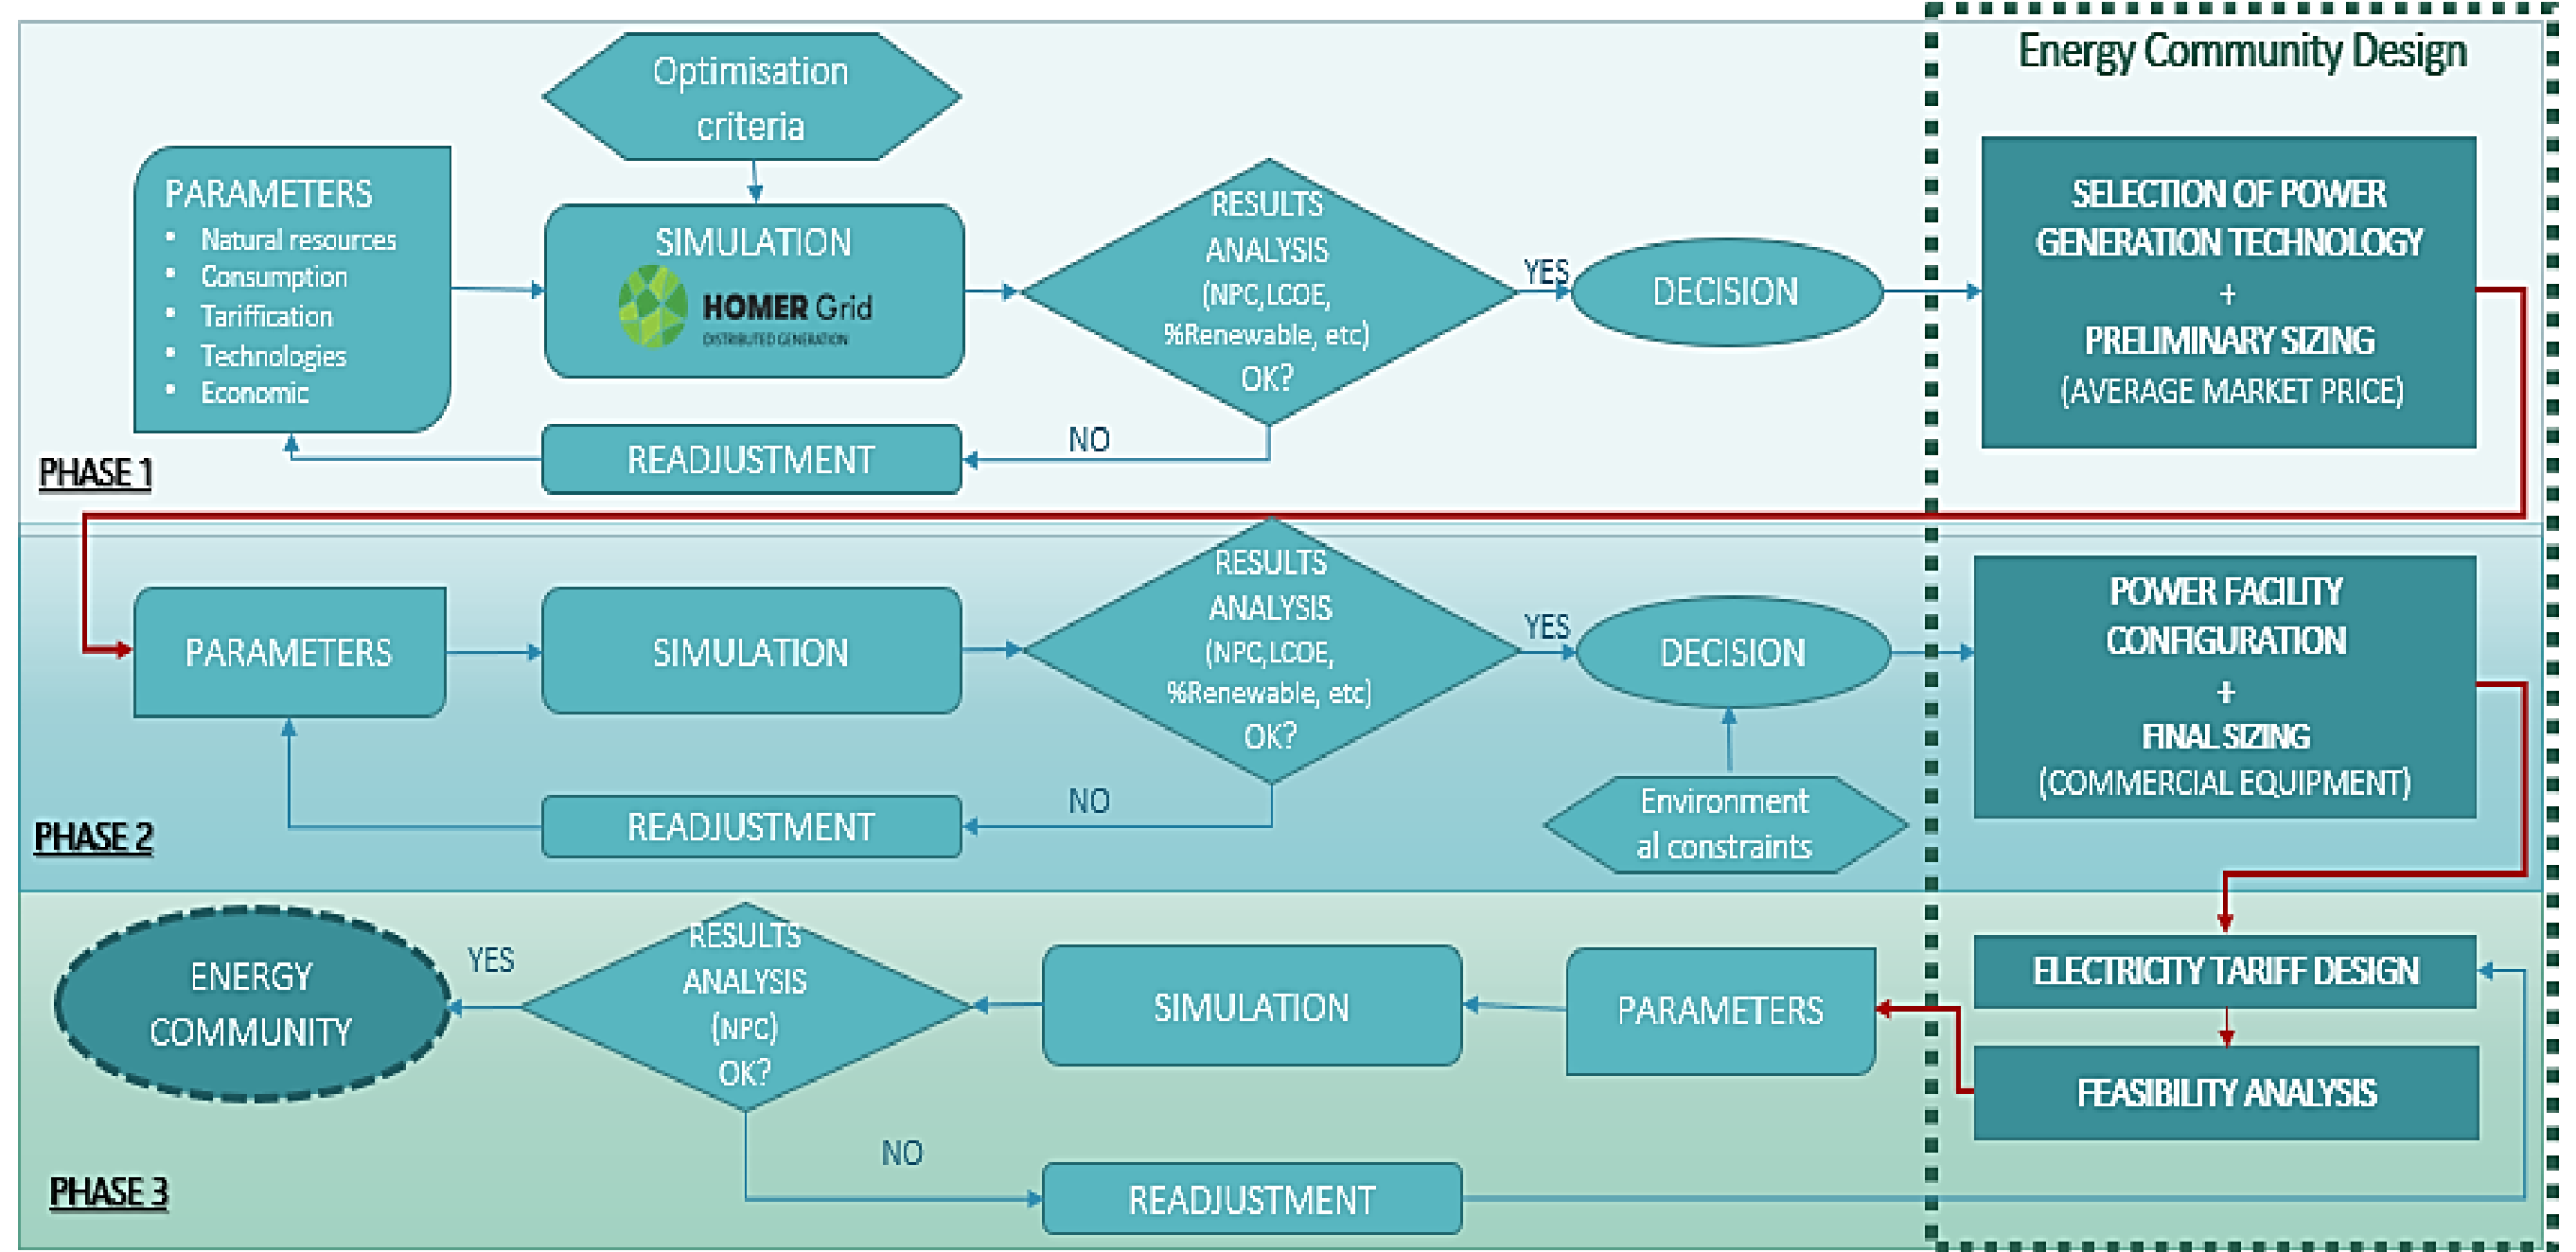 Energy Community Design
Optimisation
criteria
PARAMETERS
• Natural resources
• Consumption
• Tariffication
• Technologies
• Economic
SIMULATION
HOMER Grid
DISTRIBUTED GENERATION
RESULTS
ANALYSIS
(NPC,LCOE,
%Renewable, etc)
OK?
YES
DECISION
SELECTION OF POWER
GENERATION TECHNOLOGY
+
PRELIMINARY SIZING
(AVERAGE MARKET PRICE)
NO
READJUSTMENT
PHASE 1
PARAMETERS
SIMULATION
RESULTS
ANALYSIS
(NPC,LCOE,
%Renewable, etc)
OK?
YES
DECISION
POWER FACILITY
CONFIGURATION
+
FINAL SIZING
(COMMERCIAL EQUIPMENT)
NO
READJUSTMENT
Environment
al constraints
PHASE 2
ENERGY
COMMUNITY
YES
RESULTS
ANALYSIS
(NPC)
OK?
SIMULATION
PARAMETERS
ELECTRICITY TARIFF DESIGN
FEASIBILITY ANALYSIS
NO
READJUSTMENT
PHASE 3